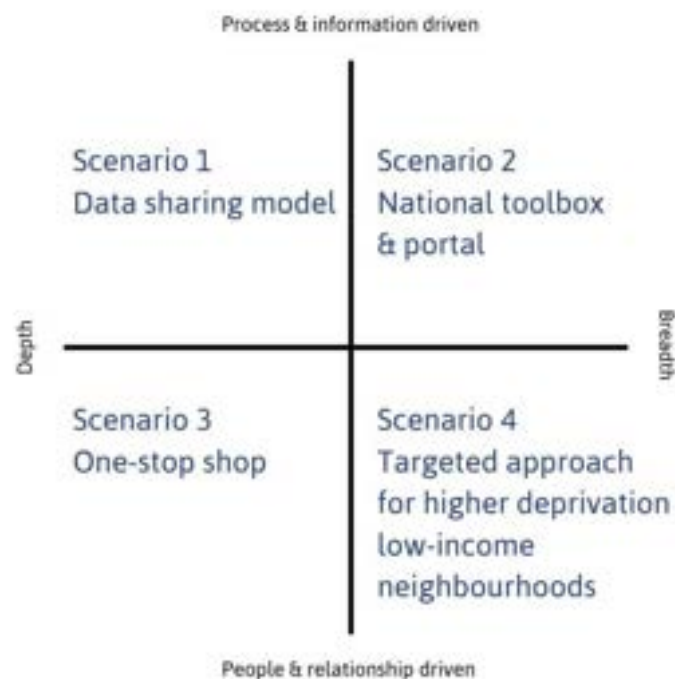 Process & information driven
Scenario 1
Data sharing model
Scenario 2
National toolbox
& portal
Depth
Breadth
Scenario 3
One-stop shop
Scenario 4
Targeted approach
for higher deprivation
low-income
neighbourhoods
People & relationship driven